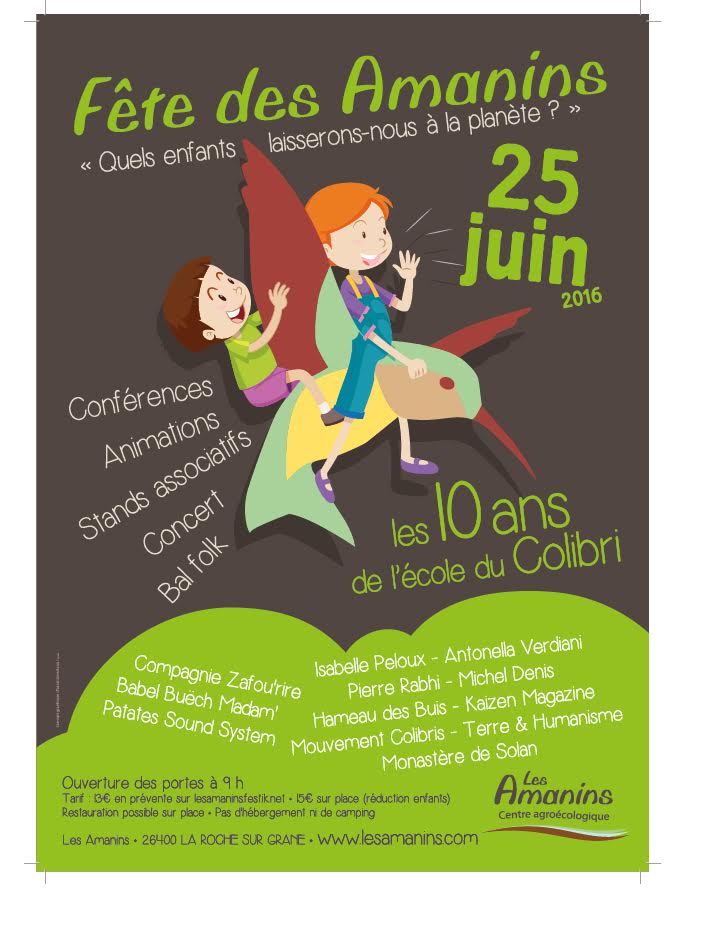 Fête des Amanins
« Quels enfants laisserons-nous à la planète ? »
25
juin
2016
Conférences
Animations
Stands associatifs
Concert
Bal folk
les 10 ans
de l'école du Colibri
Compagnie Zafou'rire
Babel Buëch Madam'
Patates Sound System
Isabelle Peloux - Antonella Verdiani
Pierre Rabhi - Michel Denis
Hameau des Buis - Kaizen Magazine
Mouvement Colibris - Terre & Humanisme
Monastère de Solan
Ouverture des portes à 9 h
Tarif : 13€ en prévente sur lesamaninsfestik.net • 15€ sur place (réduction enfants)
Restauration possible sur place • Pas d'hébergement ni de camping
Les Amanins • 26400 LA ROCHE SUR GRANE • www.lesamanins.com
Les
Amanins
Centre agroécologique